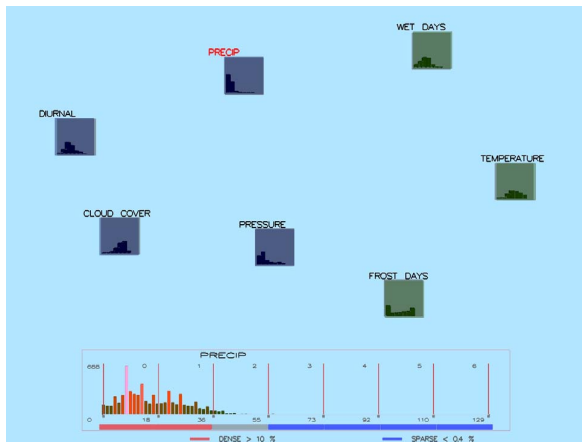 WET DAYS
PRECIP
DIURNAL
TEMPERATURE
CLOUD COVER
PRESSURE
FROST DAYS
PRECIP
668 0 1 2 3 4 5 6
0 18 36 55 73 92 110 129
DENSE > 10 % SPARSE < 0.4 %